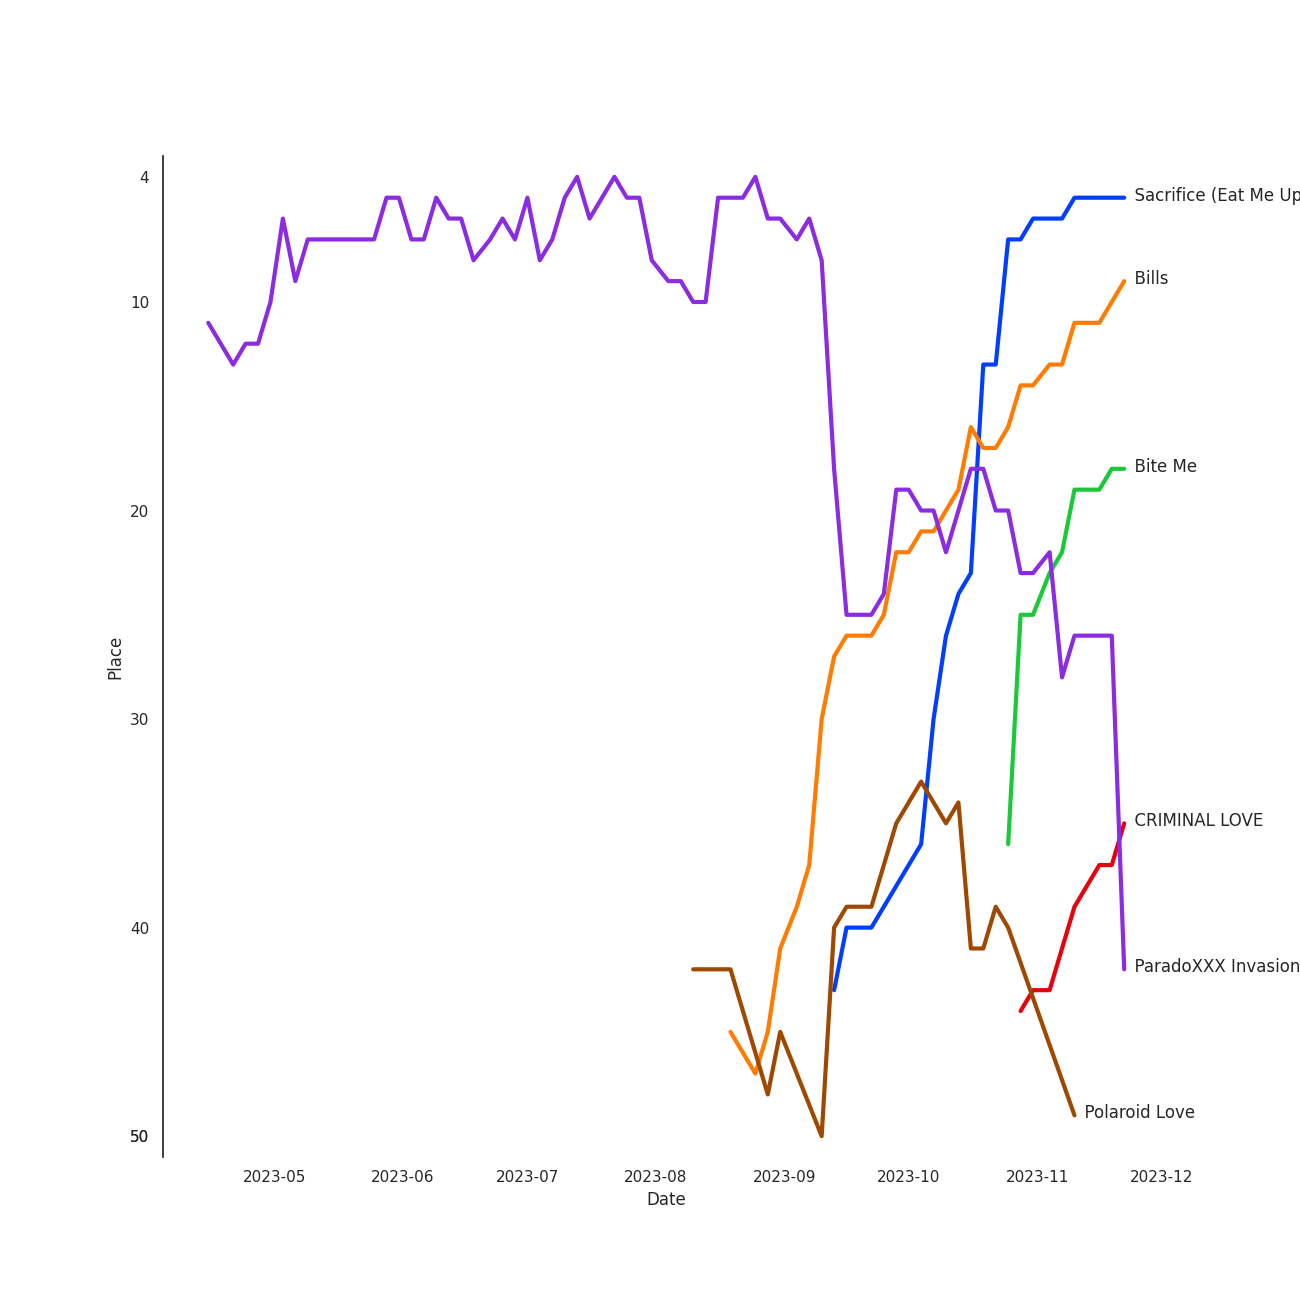 4
Sacrifice (Eat Me Up
Bills
10
Bite Me
20
Place
30
CRIMINAL LOVE
40
ParadoXXX Invasion
Polaroid Love
50
2023-05 2023-06 2023-07 2023-08 2023-09 2023-10 2023-11 2023-12
Date